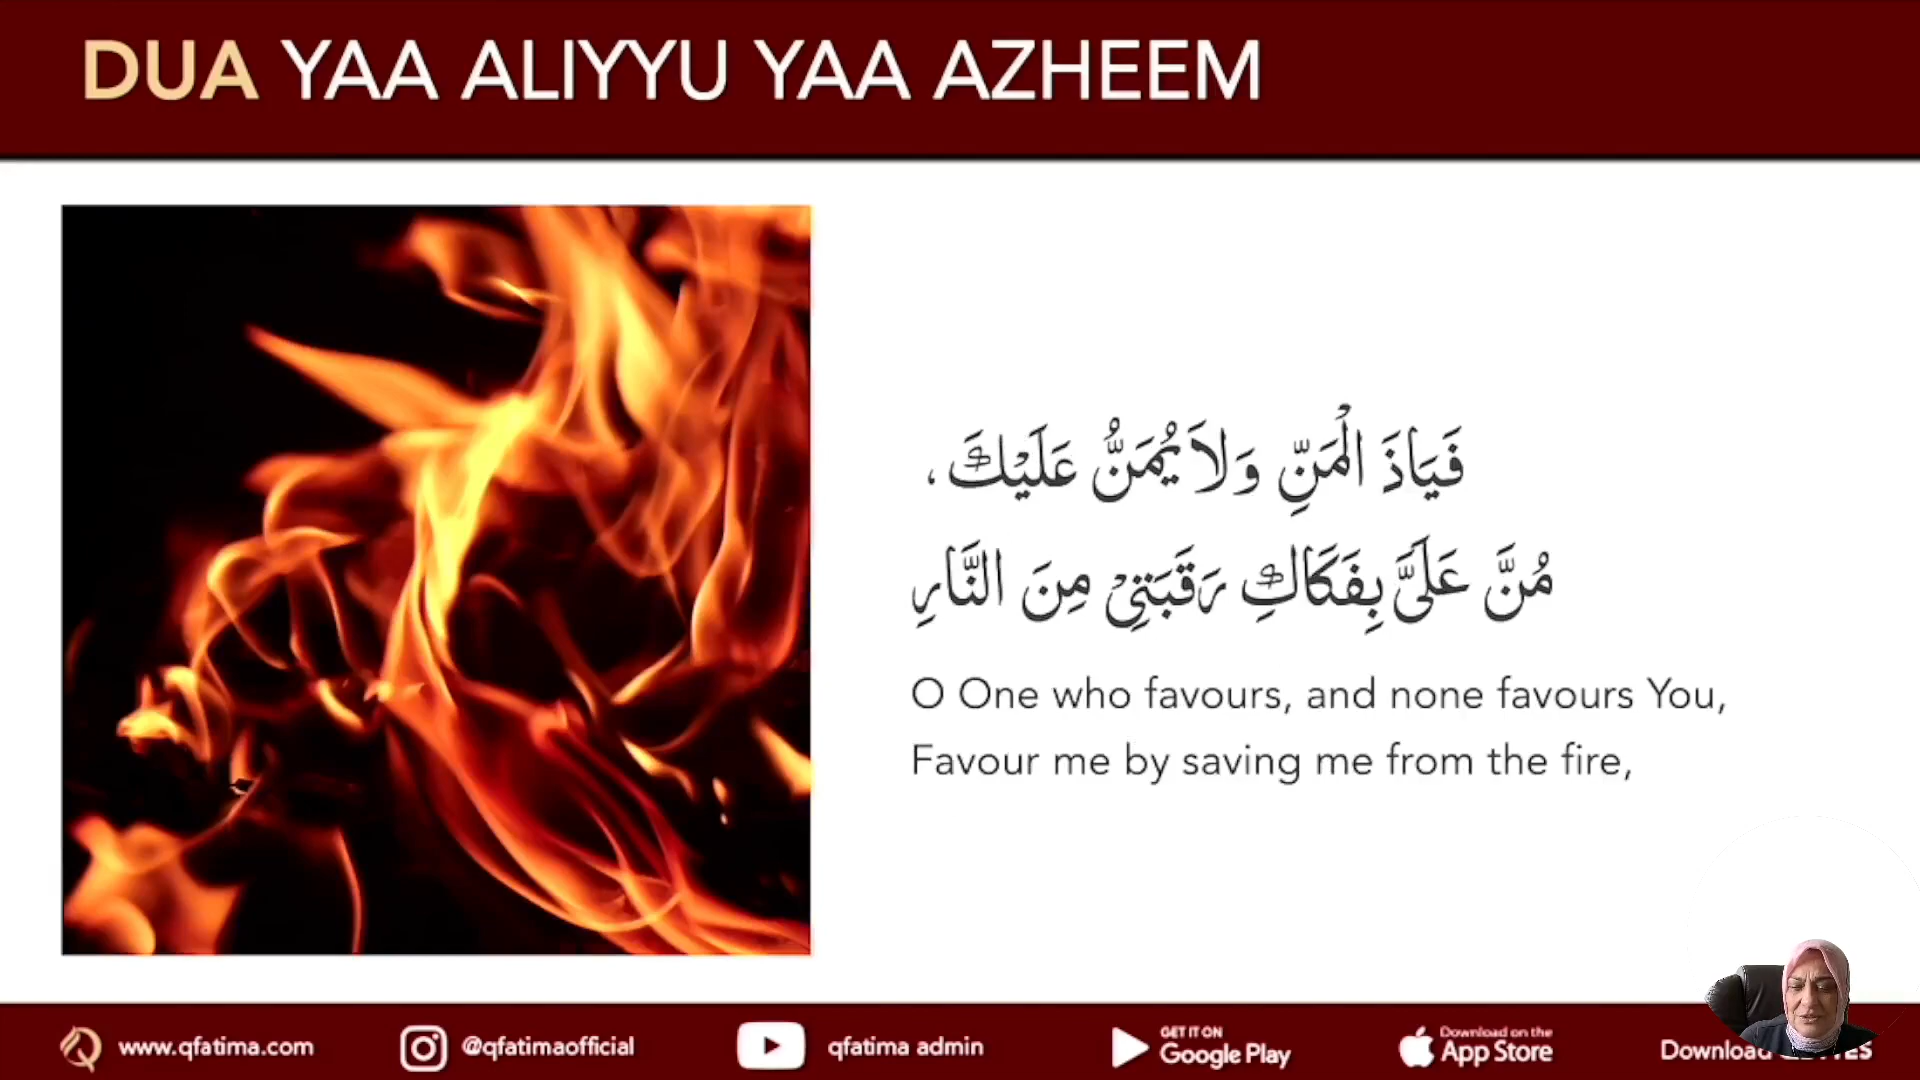 DUA YAA ALIYYU YAA AZHEEM
فَيَاذَ الْمَنِّ وَلاَ يُمَنُّ عَلَيْكَ ،
مُنَّ عَلَىَّ بِفَكَاكِ رَقَبَتِىْ مِنَ النَّارِ
O One who favours, and none favours You,
Favour me by saving me from the fire,
www.qfatima.com
@qfatimaofficial
qfatima admin
GET IT ON
Google Play
Download on the
App Store
Download